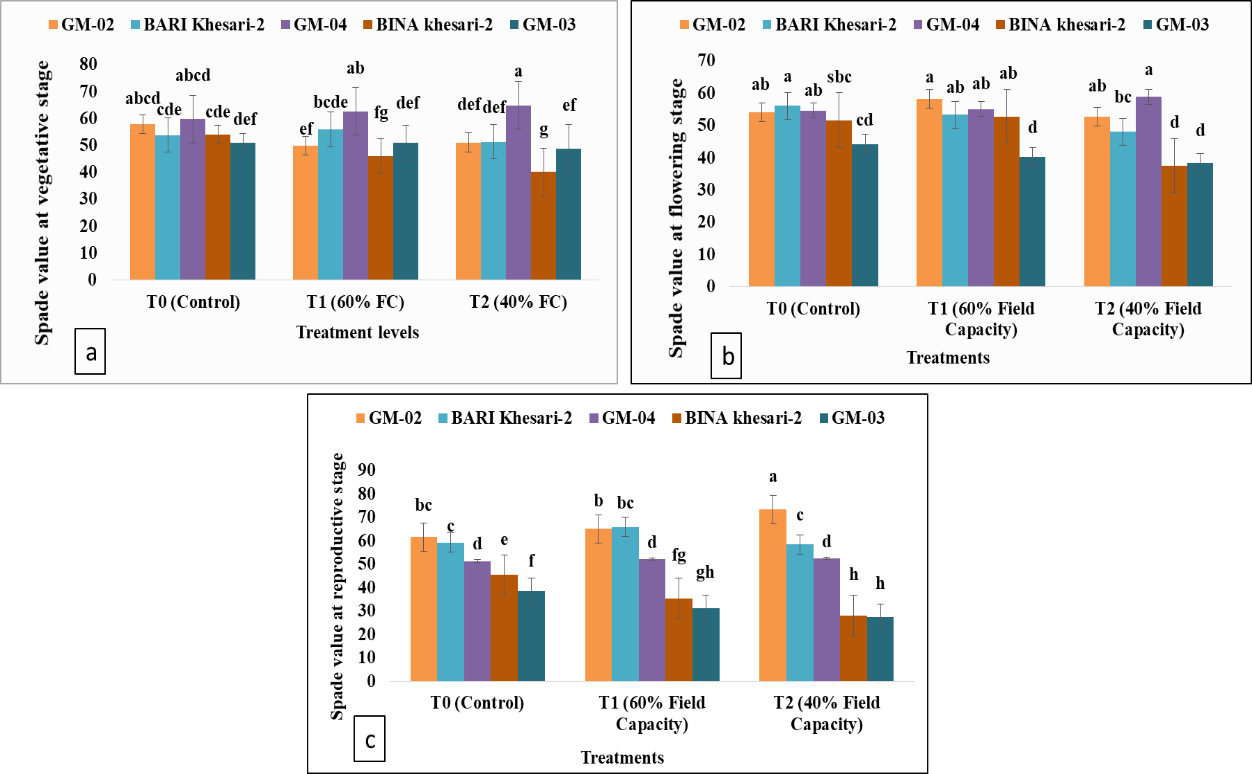 GM-02 BARI Khesari-2 GM-04 BINA khesari-2 GM-03
Spade value at vegetative stage
80
70
60
50
40
30
20
10
0
abcd cde abcd cde def
ef bcde ab fg def
def def a g ef
T0 (Control) T1 (60% FC) T2 (40% FC)
Treatment levels
a
GM-02 BARI Khesari-2 GM-04 BINA khesari-2 GM-03
Spade value at flowering stage
70
60
50
40
30
20
10
0
ab a ab sbc cd
a ab ab ab d
ab bc a d d
T0 (Control) T1 (60% Field Capacity) T2 (40% Field Capacity)
Treatments
b
GM-02 BARI Khesari-2 GM-04 BINA khesari-2 GM-03
Spade value at reproductive stage
90
80
70
60
50
40
30
20
10
0
bc c d e f
b bc d fg gh
a c d h h
T0 (Control) T1 (60% Field Capacity) T2 (40% Field Capacity)
Treatments
c